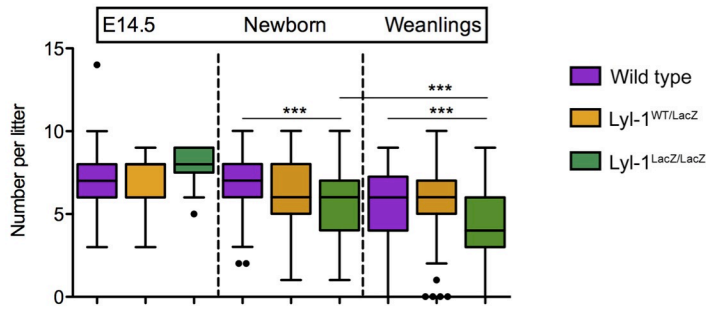 E14.5 Newborn Weanlings
15
10
5
0
Number per litter
***
***
***
Wild type
Lyl-1WT/LacZ
Lyl-1LacZ/LacZ